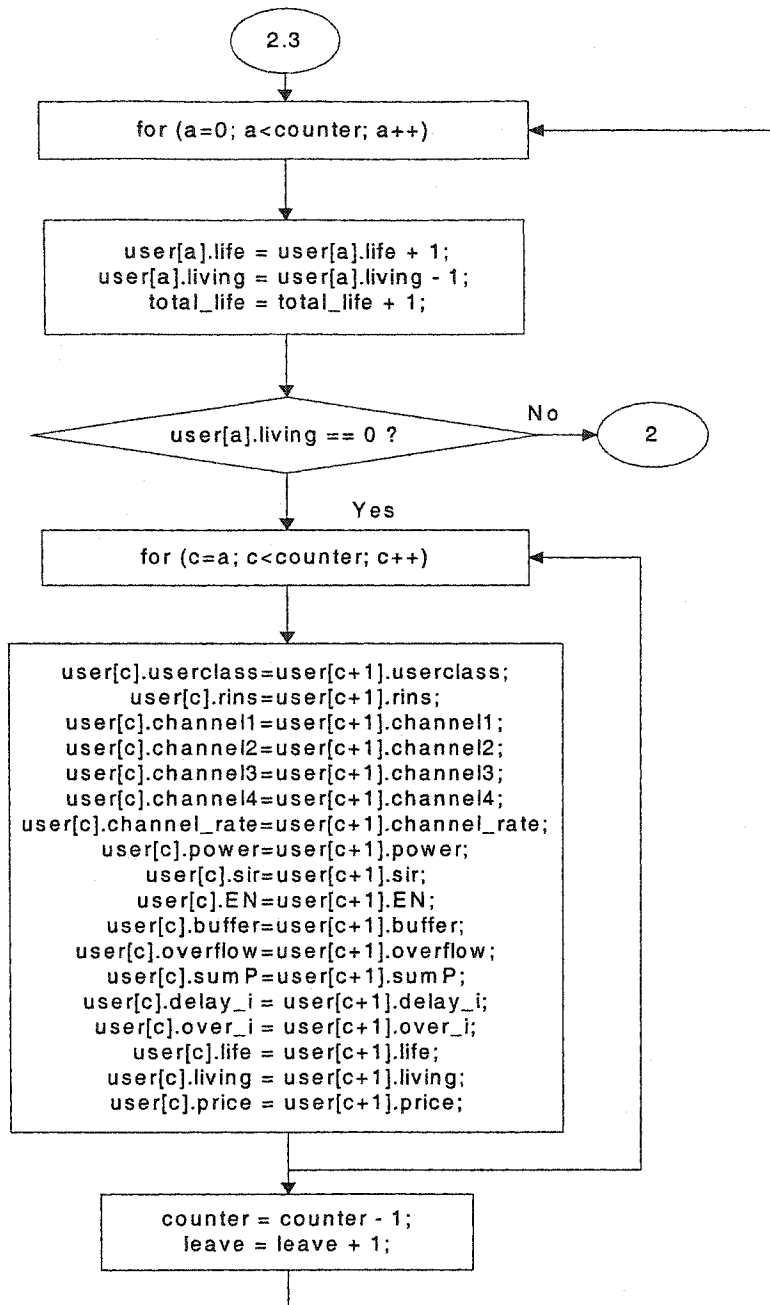 2.3
for (a=0; a<counter; a++)
user[a].life = user[a].life + 1;
user[a].living = user[a].living - 1;
total_life = total_life + 1;
user[a].living == 0 ?
No
2
Yes
for (c=a; c<counter; c++)
user[c].userclass=user[c+1].userclass;
user[c].rins=user[c+1].rins;
user[c].channel1=user[c+1].channel1;
user[c].channel2=user[c+1].channel2;
user[c].channel3=user[c+1].channel3;
user[c].channel4=user[c+1].channel4;
user[c].channel_rate=user[c+1].channel_rate;
user[c].power=user[c+1].power;
user[c].sir=user[c+1].sir;
user[c].EN=user[c+1].EN;
user[c].buffer=user[c+1].buffer;
user[c].overflow=user[c+1].overflow;
user[c].sumP=user[c+1].sumP;
user[c].delay_i = user[c+1].delay_i;
user[c].over_i = user[c+1].over_i;
user[c].life = user[c+1].life;
user[c].living = user[c+1].living;
user[c].price = user[c+1].price;
counter = counter - 1;
leave = leave + 1;